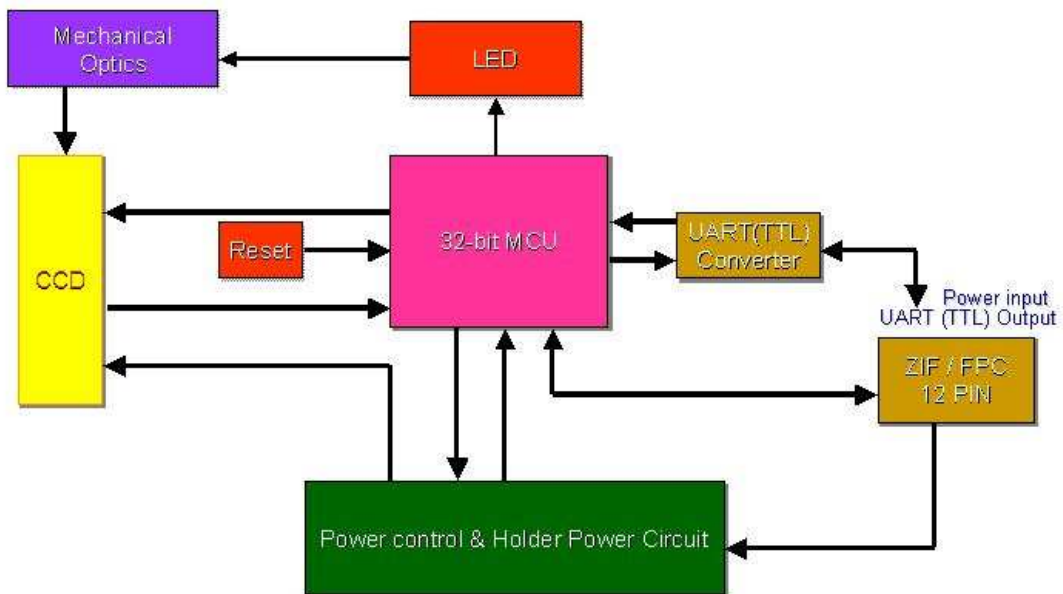 Mechanical
Optics
LED
CCD
Reset
32-bit MCU
UART(TTL)
Converter
Power input
UART (TTL) Output
ZIF / FPC
12 PIN
Power control & Holder Power Circuit